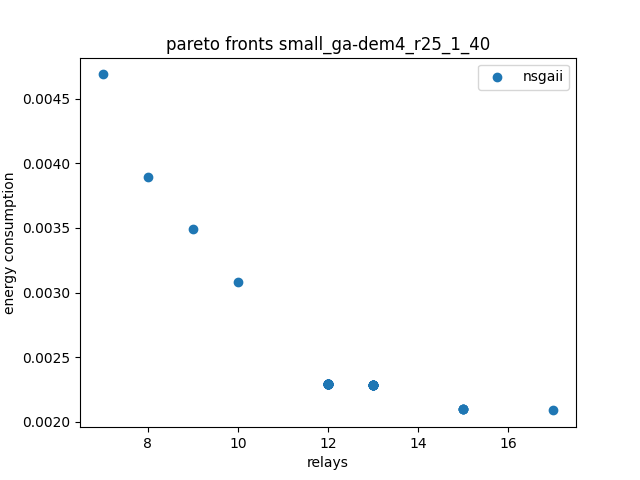 pareto fronts small_ga-dem4_r25_1_40
nsgaii
energy consumption
0.0045
0.0040
0.0035
0.0030
0.0025
0.0020
8 10 12 14 16
relays